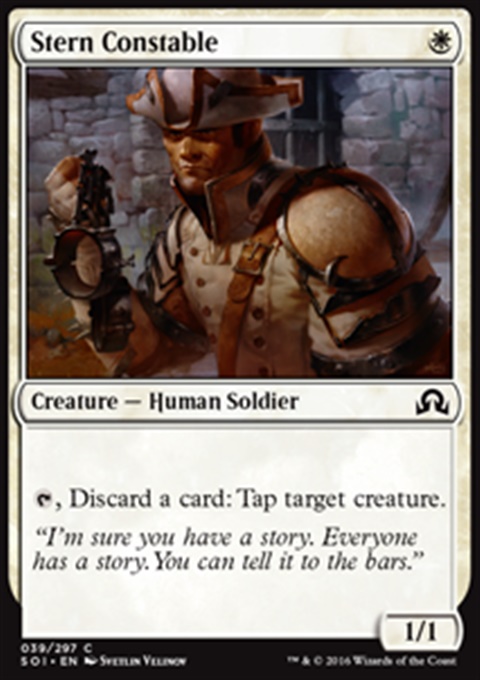 Stern Constable
Creature — Human Soldier
, Discard a card: Tap target creature.
“I’m sure you have a story. Everyone
has a story. You can tell it to the bars.”
1/1
039/297 C
SOI • EN Svetlin Velinov
™ & © 2016 Wizards of the Coast